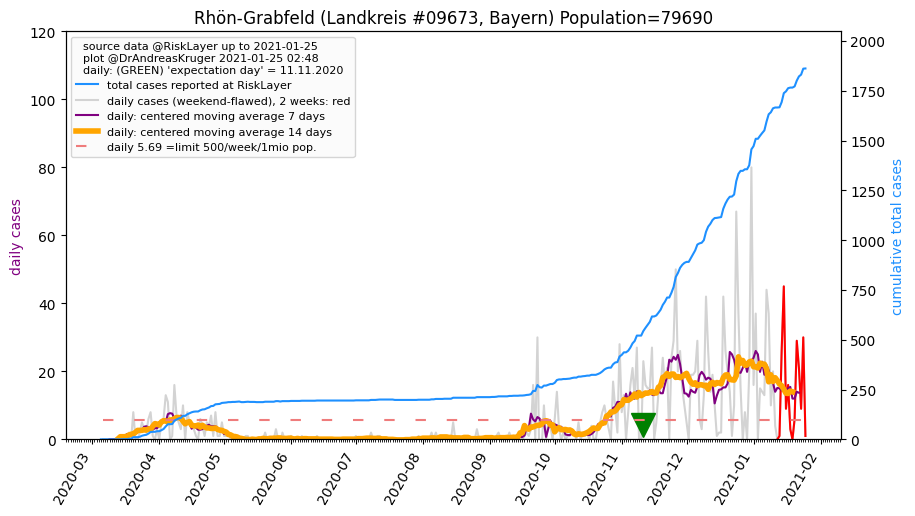 Rhön-Grabfeld (Landkreis #09673, Bayern) Population=79690
source data @RiskLayer up to 2021-01-25
plot @DrAndreasKruger 2021-01-25 02:48
daily: (GREEN) 'expectation day' = 11.11.2020
total cases reported at RiskLayer
daily cases (weekend-flawed), 2 weeks: red
daily: centered moving average 7 days
daily: centered moving average 14 days
daily 5.69 =limit 500/week/1mio pop.
daily cases
120
100
80
60
40
20
0
cumulative total cases
2000
1750
1500
1250
1000
750
500
250
0
2020-03
2020-04
2020-05
2020-06
2020-07
2020-08
2020-09
2020-10
2020-11
2020-12
2021-01
2021-02